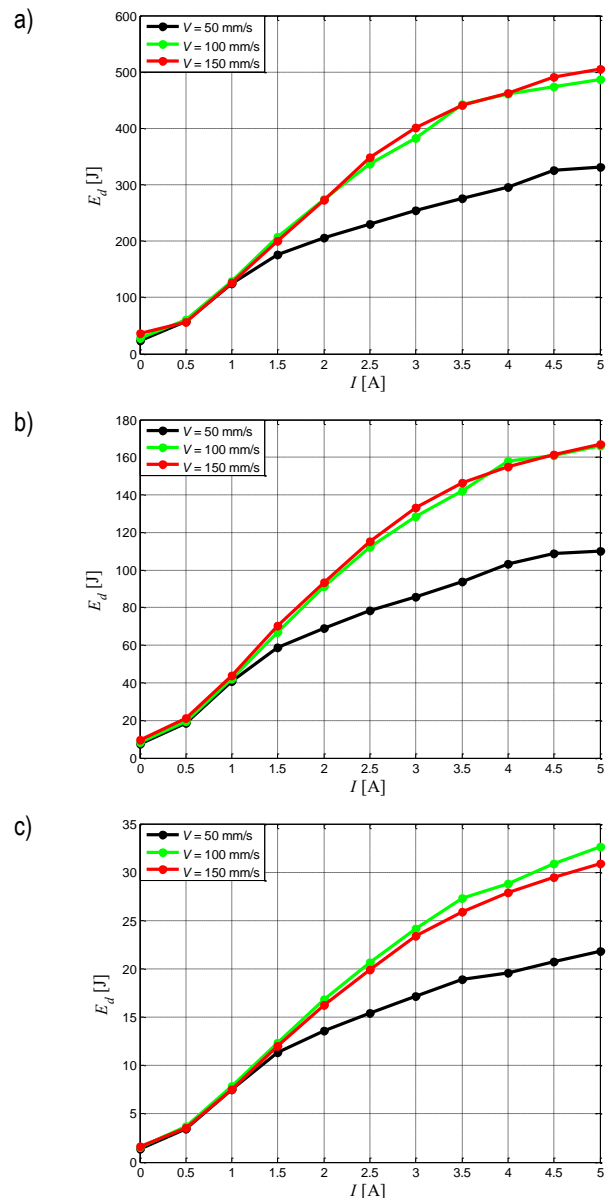 a)
600
500
400
300
200
100
0
E_d [J]
V = 50 mm/s
V = 100 mm/s
V = 150 mm/s
0 0.5 1 1.5 2 2.5 3 3.5 4 4.5 5
I [A]
b)
180
160
140
120
100
80
60
40
20
0
E_d [J]
V = 50 mm/s
V = 100 mm/s
V = 150 mm/s
0 0.5 1 1.5 2 2.5 3 3.5 4 4.5 5
I [A]
c)
35
30
25
20
15
10
5
0
E_d [J]
V = 50 mm/s
V = 100 mm/s
V = 150 mm/s
0 0.5 1 1.5 2 2.5 3 3.5 4 4.5 5
I [A]